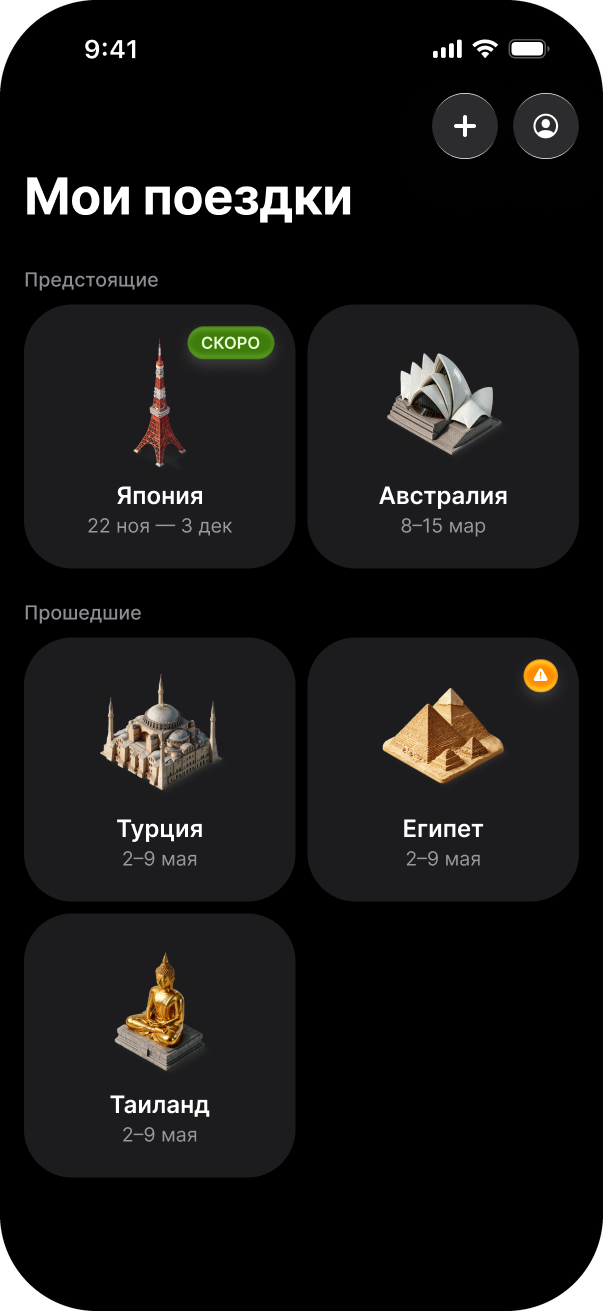 9:41
Мои поездки
Предстоящие
СКОРО
Япония
22 ноя — 3 дек
Австралия
8–15 мар
Прошедшие
Турция
2–9 мая
Египет
2–9 мая
Таиланд
2–9 мая